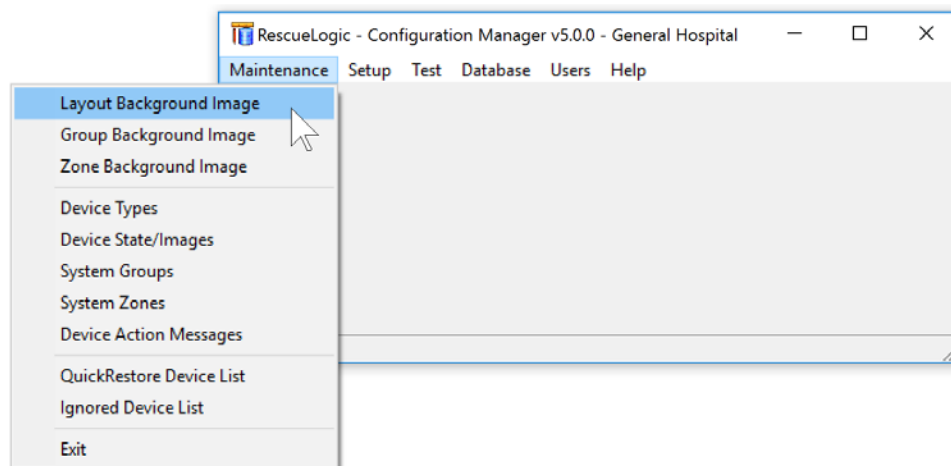 RescueLogic - Configuration Manager v5.0.0 - General Hospital
Maintenance Setup Test Database Users Help
Layout Background Image
Group Background Image
Zone Background Image
Device Types
Device State/Images
System Groups
System Zones
Device Action Messages
QuickRestore Device List
Ignored Device List
Exit